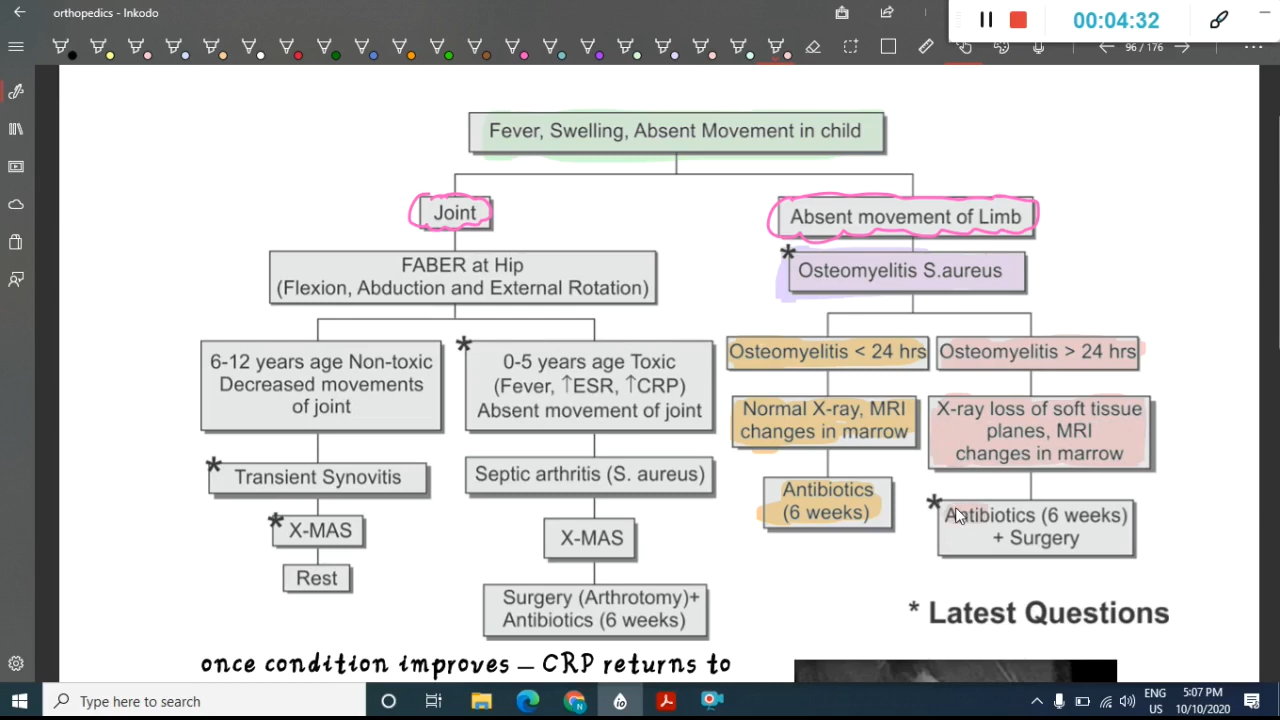 orthopedics - Inkodo
00:04:32
96 / 176
Fever, Swelling, Absent Movement in child
Joint
Absent movement of Limb
FABER at Hip
(Flexion, Abduction and External Rotation)
*
Osteomyelitis S.aureus
6-12 years age Non-toxic
Decreased movements
of joint
*
0-5 years age Toxic
(Fever, ↑ESR, ↑CRP)
Absent movement of joint
Osteomyelitis < 24 hrs
Osteomyelitis > 24 hrs
Normal X-ray, MRI
changes in marrow
X-ray loss of soft tissue
planes, MRI
changes in marrow
*
Transient Synovitis
Septic arthritis (S. aureus)
Antibiotics
(6 weeks)
*
Antibiotics (6 weeks)
+ Surgery
*
X-MAS
X-MAS
Rest
Surgery (Arthrotomy)+
Antibiotics (6 weeks)
* Latest Questions
once condition improves – CRP returns to
Type here to search
ENG
US
5:07 PM
10/10/2020